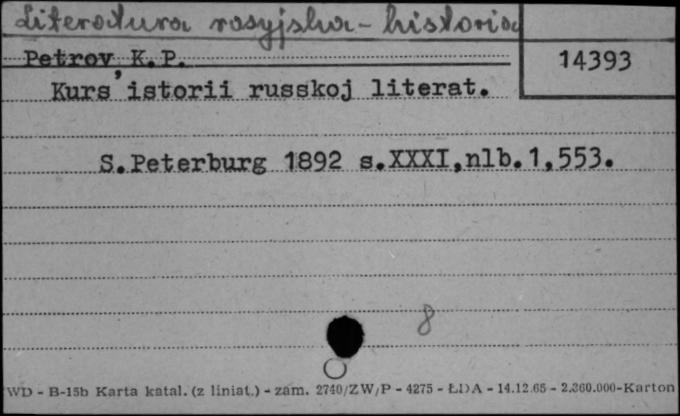 Literatura rosyjska - historia
Petrov, K.P.
14393
Kurs istorii russkoj literat.
S.Peterburg 1892 s.XXXI,nlb.1,553.
8
WD - B-15b Karta katal. (z liniat.) - zam. 2740/ZW/P - 4275 - ŁDA - 14.12.65 - 2.360.000-Karton